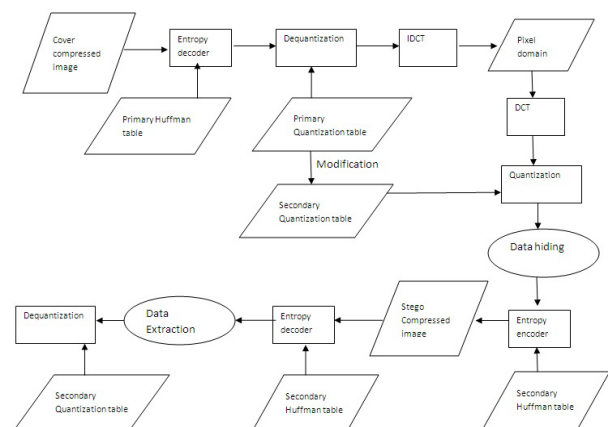 Cover
compressed
image
Entropy
decoder
Dequantization
IDCT
Pixel
domain
Primary Huffman
table
Primary
Quantization table
DCT
Modification
Secondary
Quantization table
Quantization
Data hiding
Dequantization
Data
Extraction
Entropy
decoder
Stego
Compressed
image
Entropy
encoder
Secondary
Quantization table
Secondary
Huffman table
Secondary
Huffman table